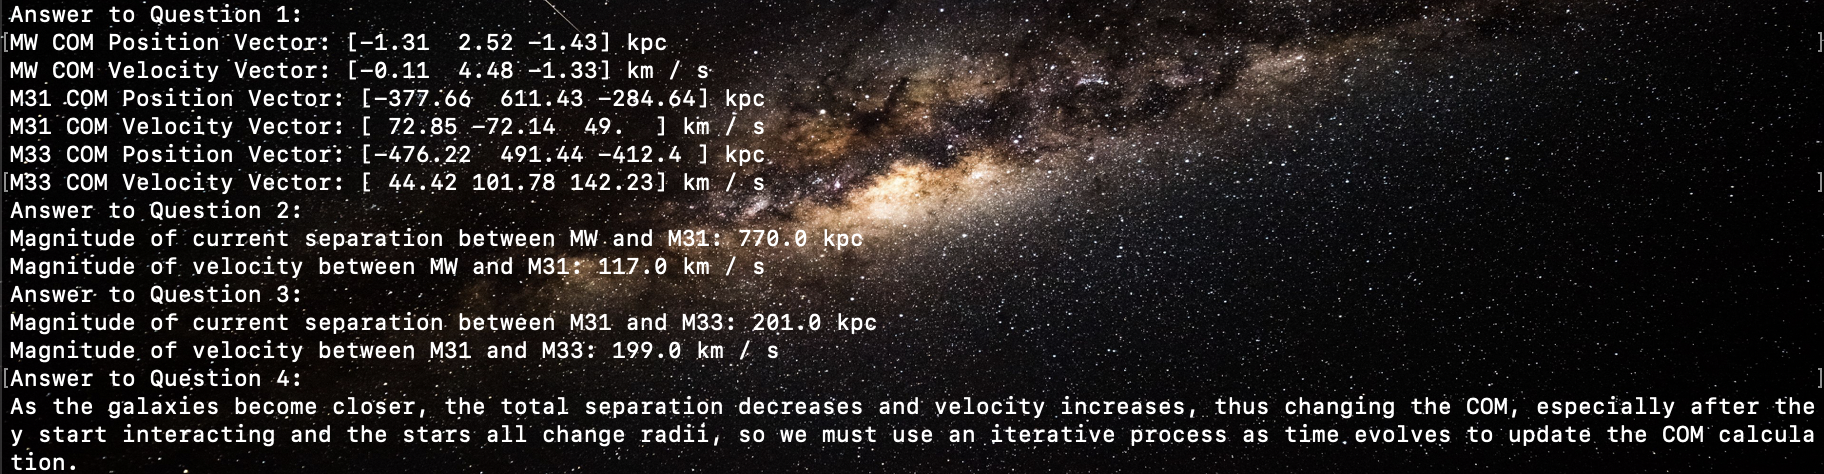 Answer to Question 1:
MW COM Position Vector: [-1.31  2.52 -1.43] kpc
MW COM Velocity Vector: [-0.11  4.48 -1.33] km / s
M31 COM Position Vector: [-377.66  611.43 -284.64] kpc
M31 COM Velocity Vector: [ 72.85 -72.14  49.  ] km / s
M33 COM Position Vector: [-476.22  491.44 -412.4 ] kpc
M33 COM Velocity Vector: [ 44.42 101.78 142.23] km / s
Answer to Question 2:
Magnitude of current separation between MW and M31: 770.0 kpc
Magnitude of velocity between MW and M31: 117.0 km / s
Answer to Question 3:
Magnitude of current separation between M31 and M33: 201.0 kpc
Magnitude of velocity between M31 and M33: 199.0 km / s
Answer to Question 4:
As the galaxies become closer, the total separation decreases and velocity increases, thus changing the COM, especially after the
y start interacting and the stars all change radii, so we must use an iterative process as time evolves to update the COM calcula
tion.